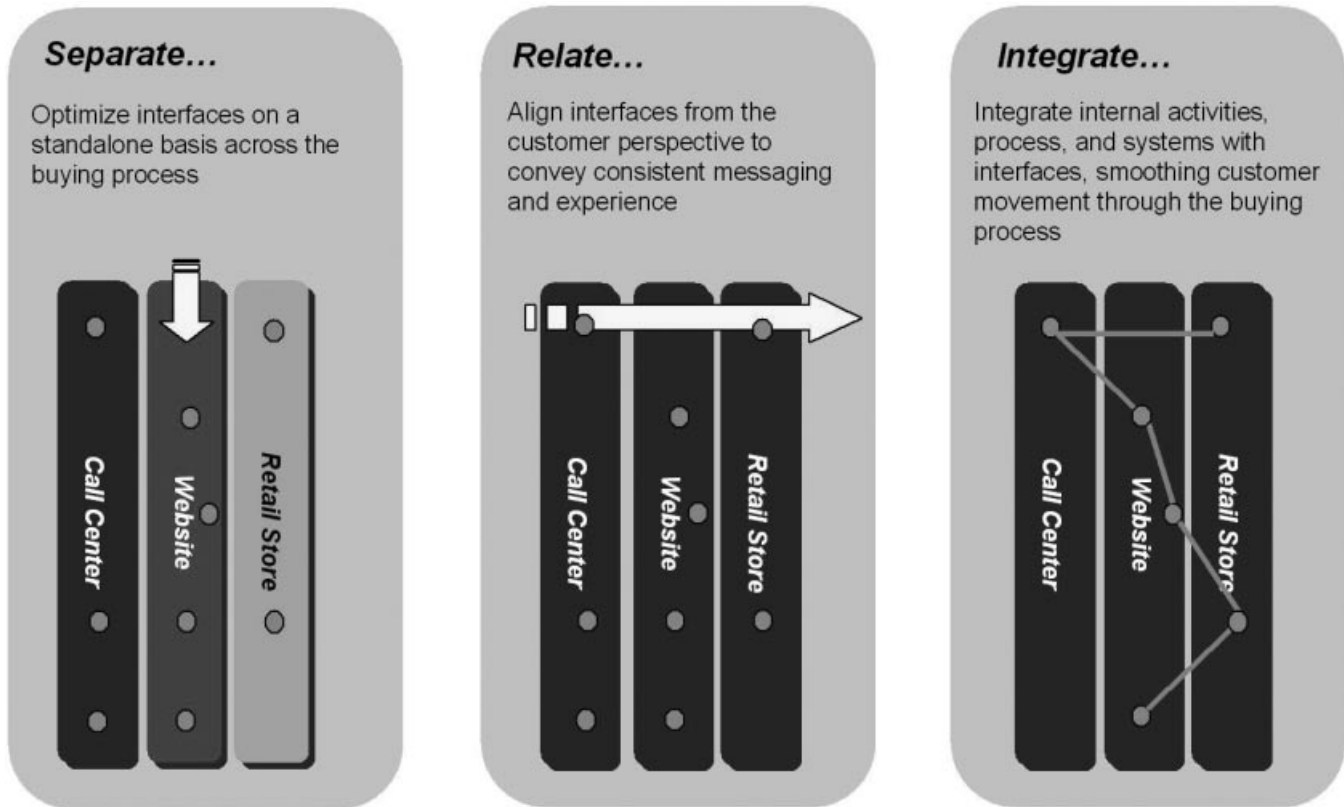 Separate…
Optimize interfaces on a
standalone basis across the
buying process
Call Center
Website
Retail Store
Relate…
Align interfaces from the
customer perspective to
convey consistent messaging
and experience
Call Center
Website
Retail Store
Integrate…
Integrate internal activities,
process, and systems with
interfaces, smoothing customer
movement through the buying
process
Call Center
Website
Retail Store